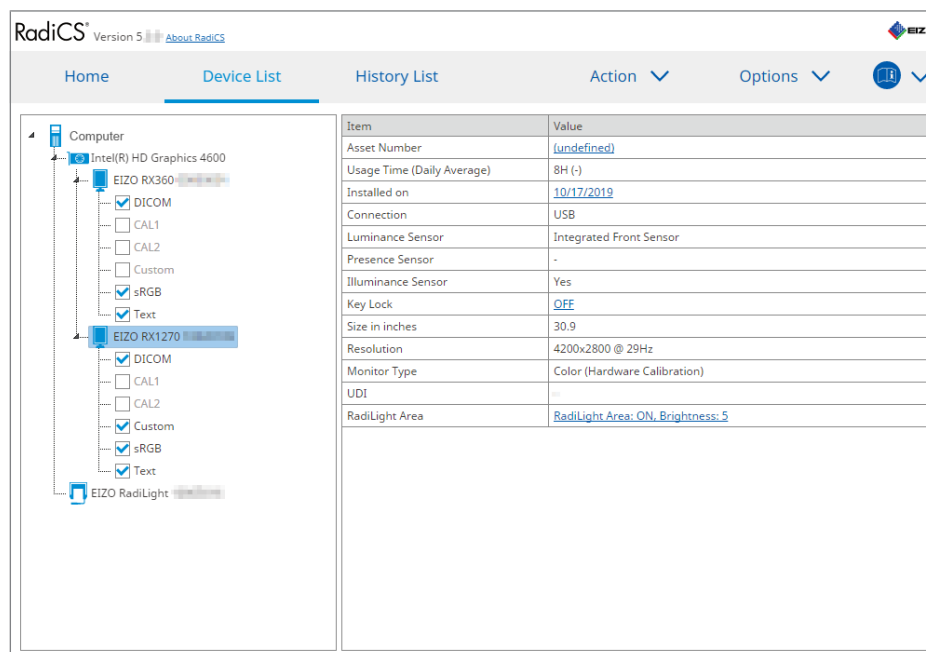 RadiCS® Version 5. About RadiCS EIZ
Home Device List History List Action Options
Computer
Intel(R) HD Graphics 4600
EIZO RX360
DICOM
CAL1
CAL2
Custom
sRGB
Text
EIZO RX1270
DICOM
CAL1
CAL2
Custom
sRGB
Text
EIZO RadiLight
Item Value
Asset Number (undefined)
Usage Time (Daily Average) 8H (-)
Installed on 10/17/2019
Connection USB
Luminance Sensor Integrated Front Sensor
Presence Sensor -
Illuminance Sensor Yes
Key Lock OFF
Size in inches 30.9
Resolution 4200x2800 @ 29Hz
Monitor Type Color (Hardware Calibration)
UDI
RadiLight Area RadiLight Area: ON, Brightness: 5